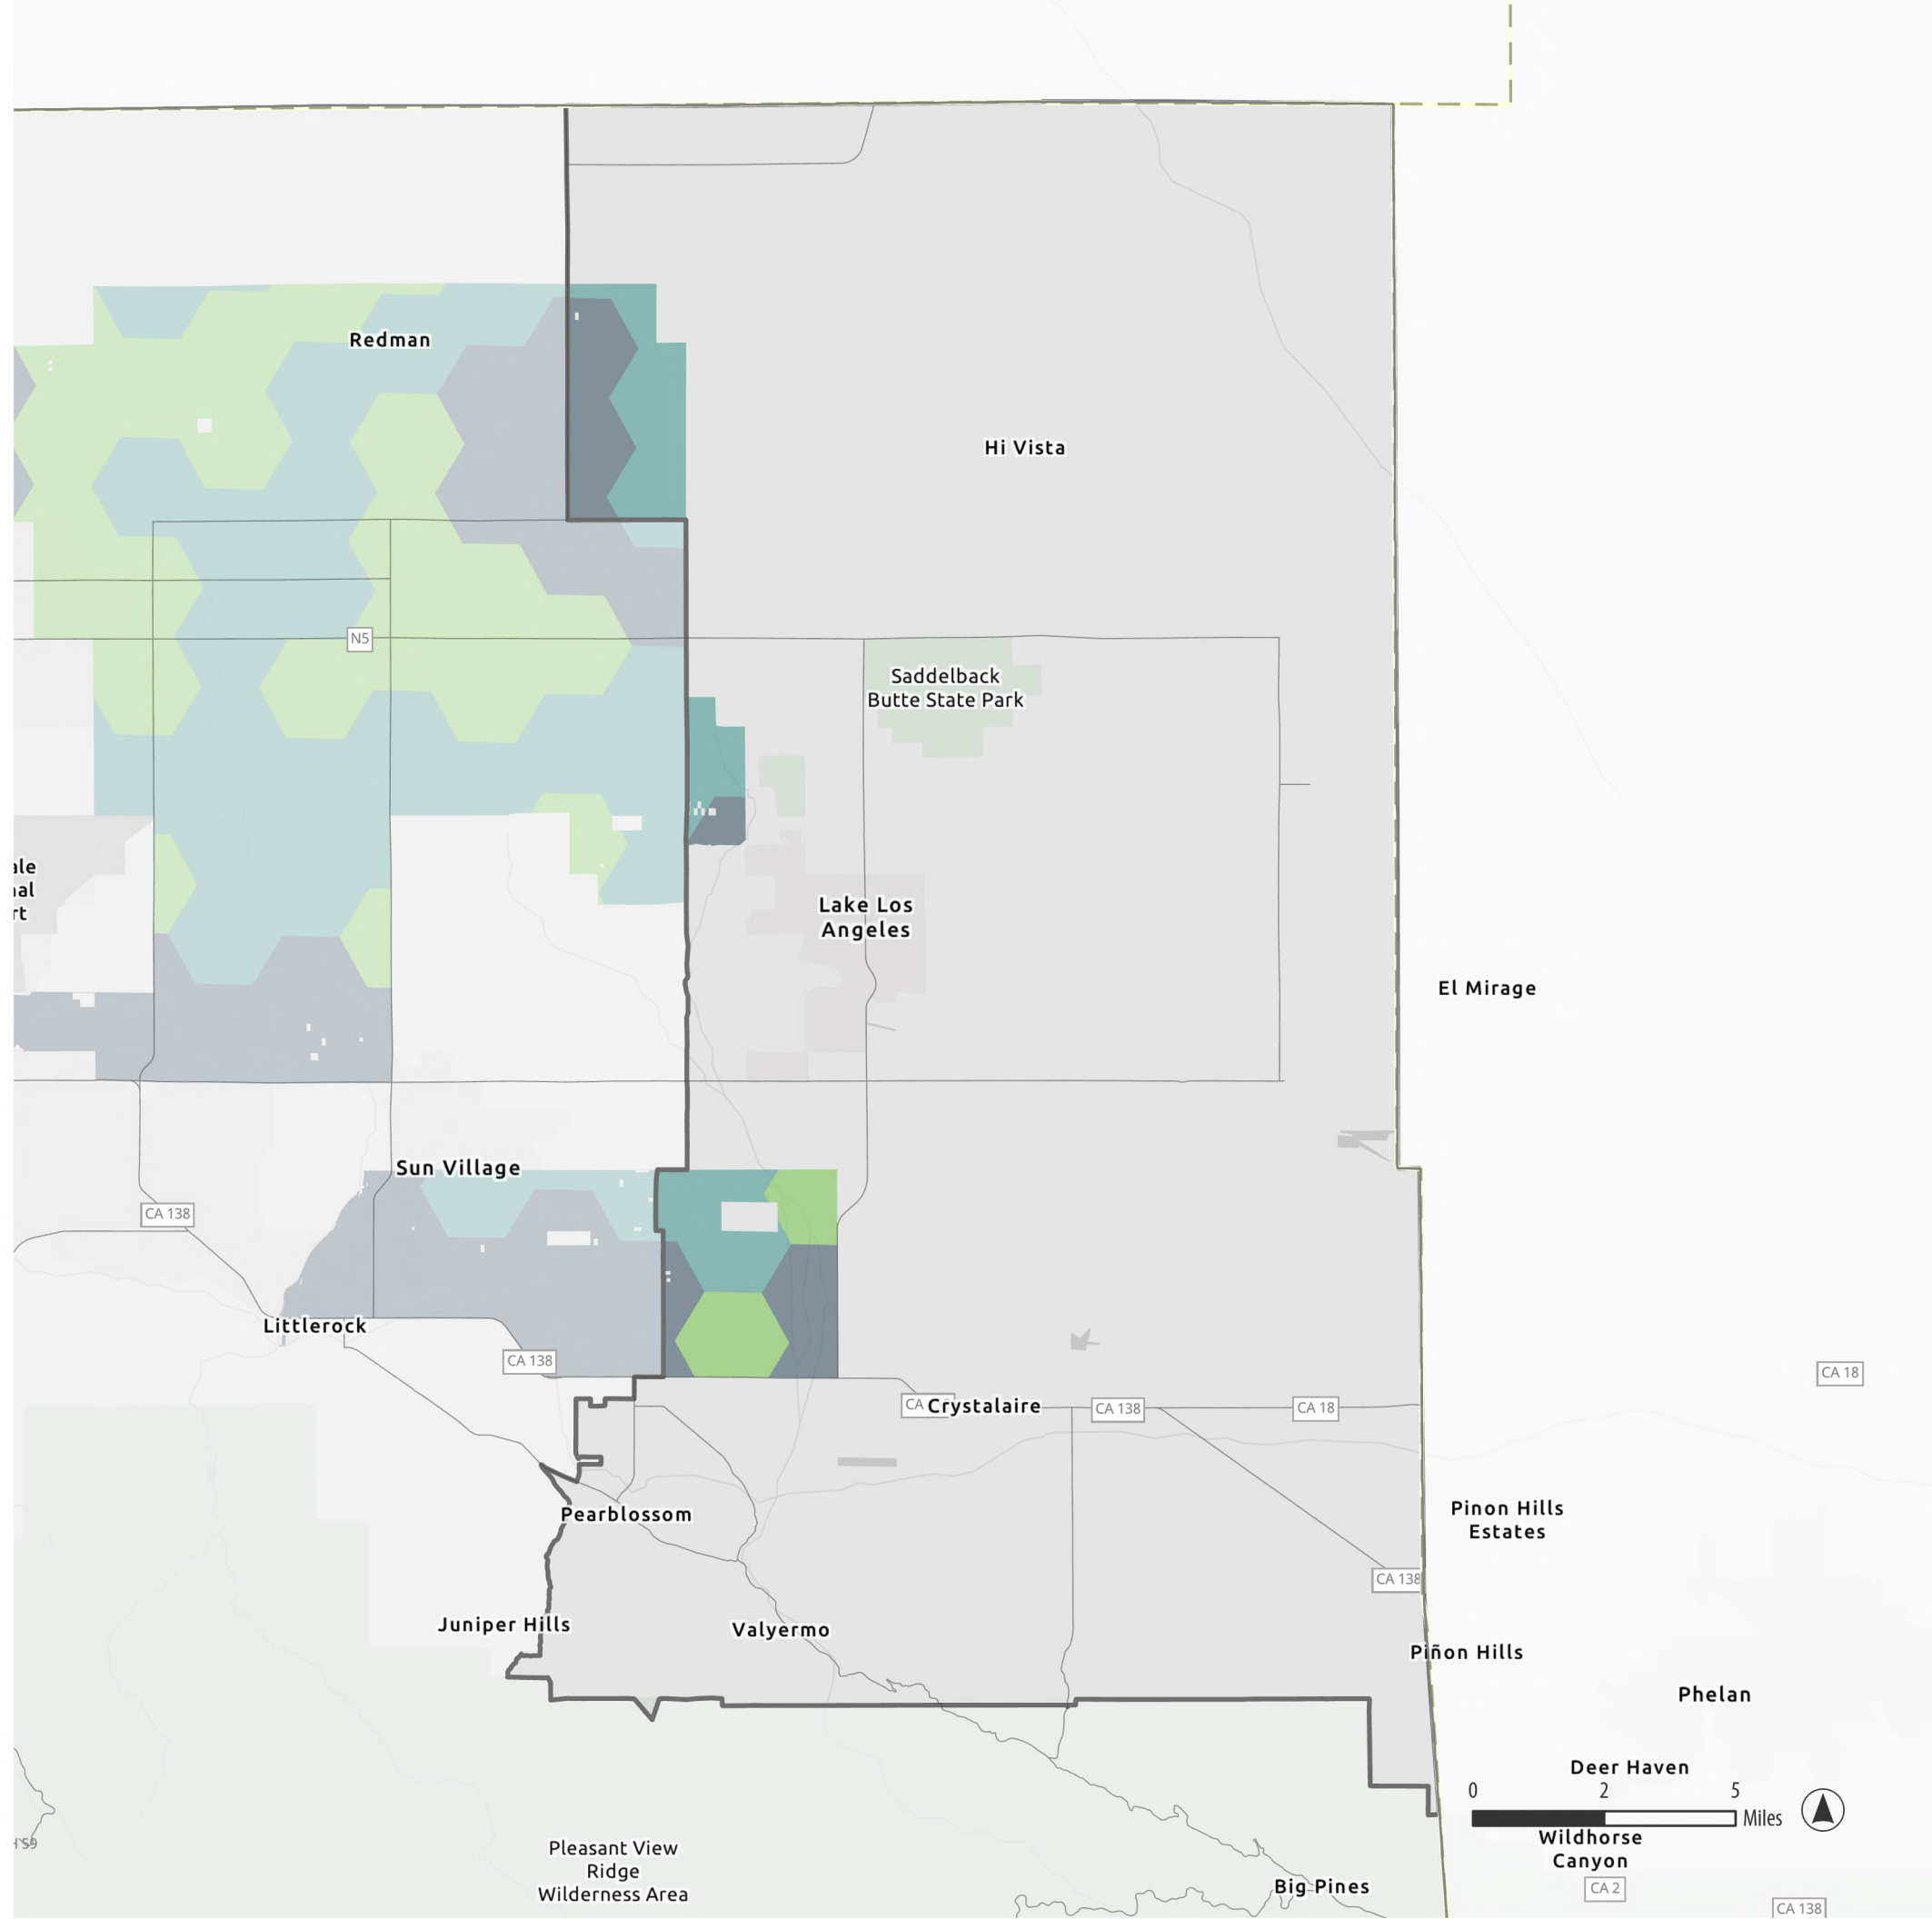 Redman
Hi Vista
N5
Saddelback
Butte State Park
ale
al
rt
Lake Los
Angeles
El Mirage
Sun Village
CA 138
Littlerock
CA 138
CA 18
CA
Crystalaire
CA 138
CA 18
Pearblossom
Pinon Hills
Estates
CA 138
Juniper Hills
Valyermo
Piñon Hills
Phelan
Deer Haven
0 2 5
Miles
Wildhorse
Canyon
Pleasant View
Ridge
Wilderness Area
Big Pines
CA 2
CA 138